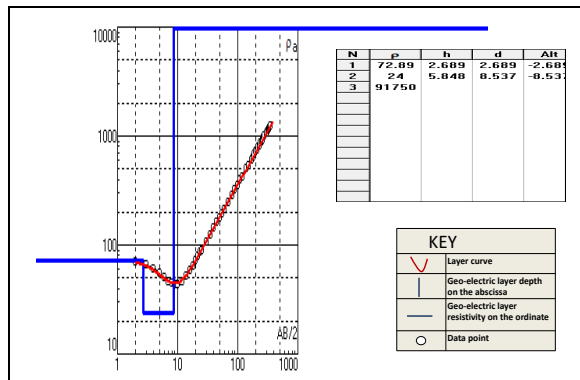 10000
ρa
1000
100
10
AB/2
1 10 100 1000
N ρ h d Alt
1 72.89 2.689 2.689 -2.689
2 24 5.848 8.537 -8.537
3 91750
KEY
Layer curve
Geo-electric layer depth
on the abscissa
Geo-electric layer
resistivity on the ordinate
Data point